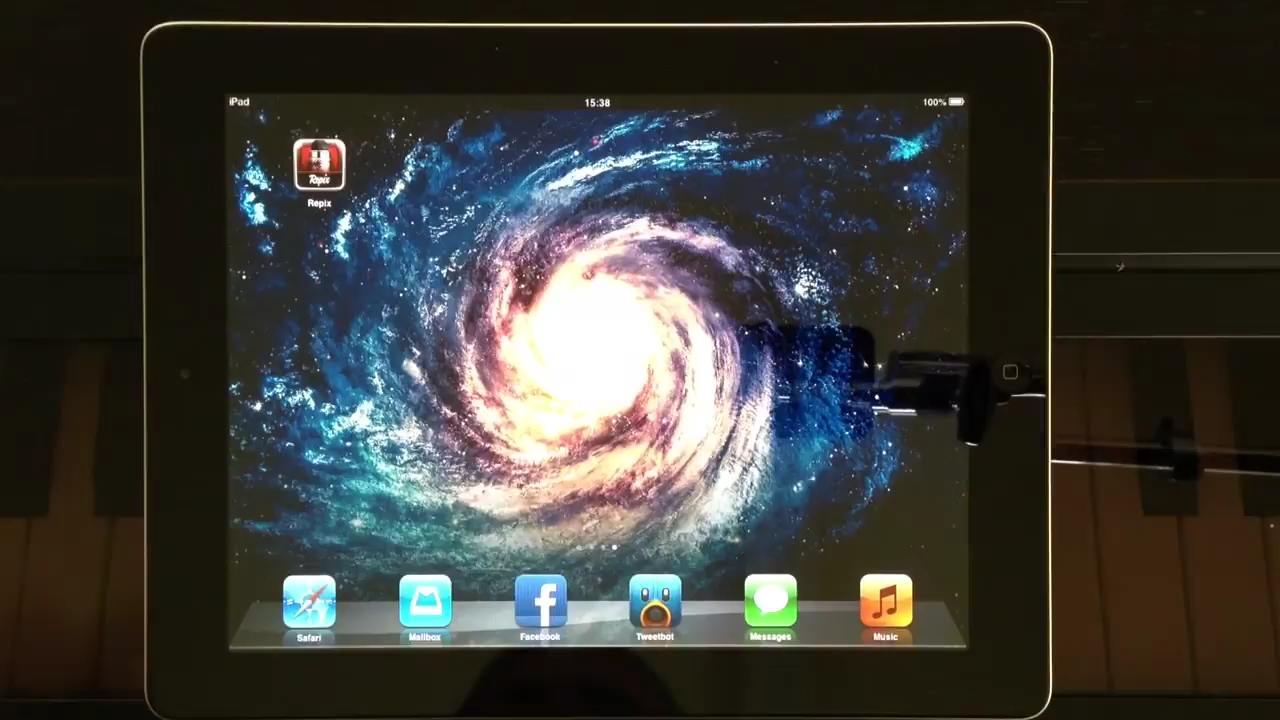 iPad 15:38 100%
Repix
Repix
Safari Mailbox Facebook Tweetbot Messages Music